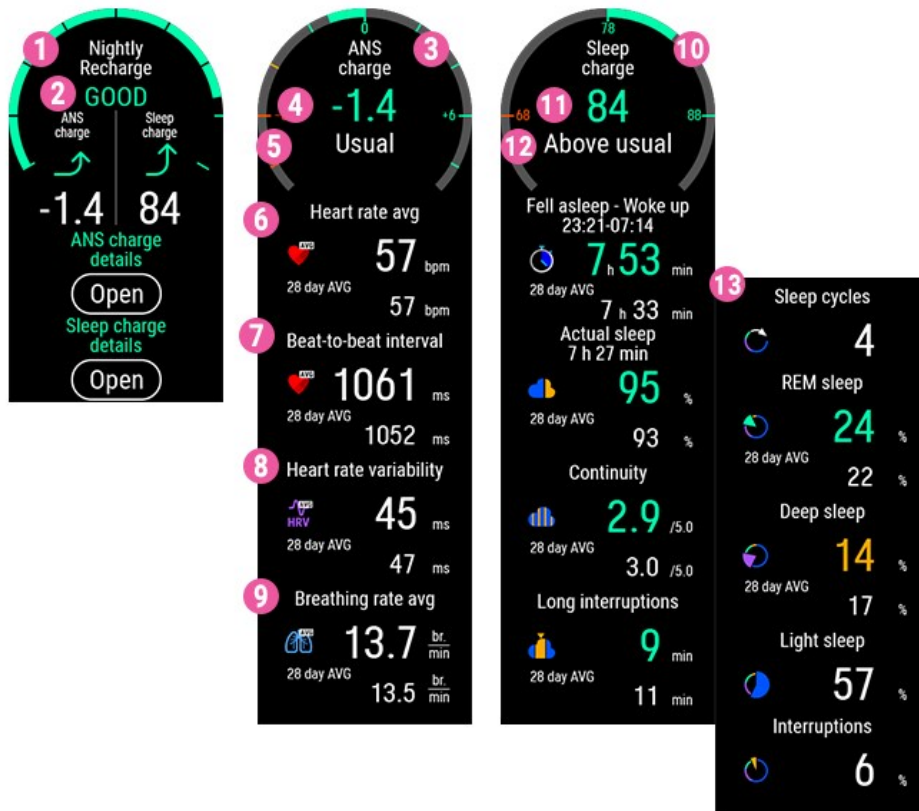 1
Nightly
Recharge
2
GOOD
ANS
charge
Sleep
charge
-1.4
84
ANS charge
details
Open
Sleep charge
details
Open
0
3
ANS
charge
4
-1.4
+6
5
Usual
6
Heart rate avg
AVG
57 bpm
28 day AVG
57 bpm
7
Beat-to-beat interval
AVG
1061 ms
28 day AVG
1052 ms
8
Heart rate variability
AVG
HRV
45 ms
28 day AVG
47 ms
9
Breathing rate avg
AVG
13.7 br./min
28 day AVG
13.5 br./min
78
10
Sleep
charge
68
11
84
88
12
Above usual
Fell asleep - Woke up
23:21-07:14
7 h 53 min
28 day AVG
7 h 33 min
Actual sleep
7 h 27 min
95 %
28 day AVG
93 %
Continuity
2.9 /5.0
28 day AVG
3.0 /5.0
Long interruptions
9 min
28 day AVG
11 min
13
Sleep cycles
4
REM sleep
24 %
28 day AVG
22 %
Deep sleep
14 %
28 day AVG
17 %
Light sleep
57 %
Interruptions
6 %